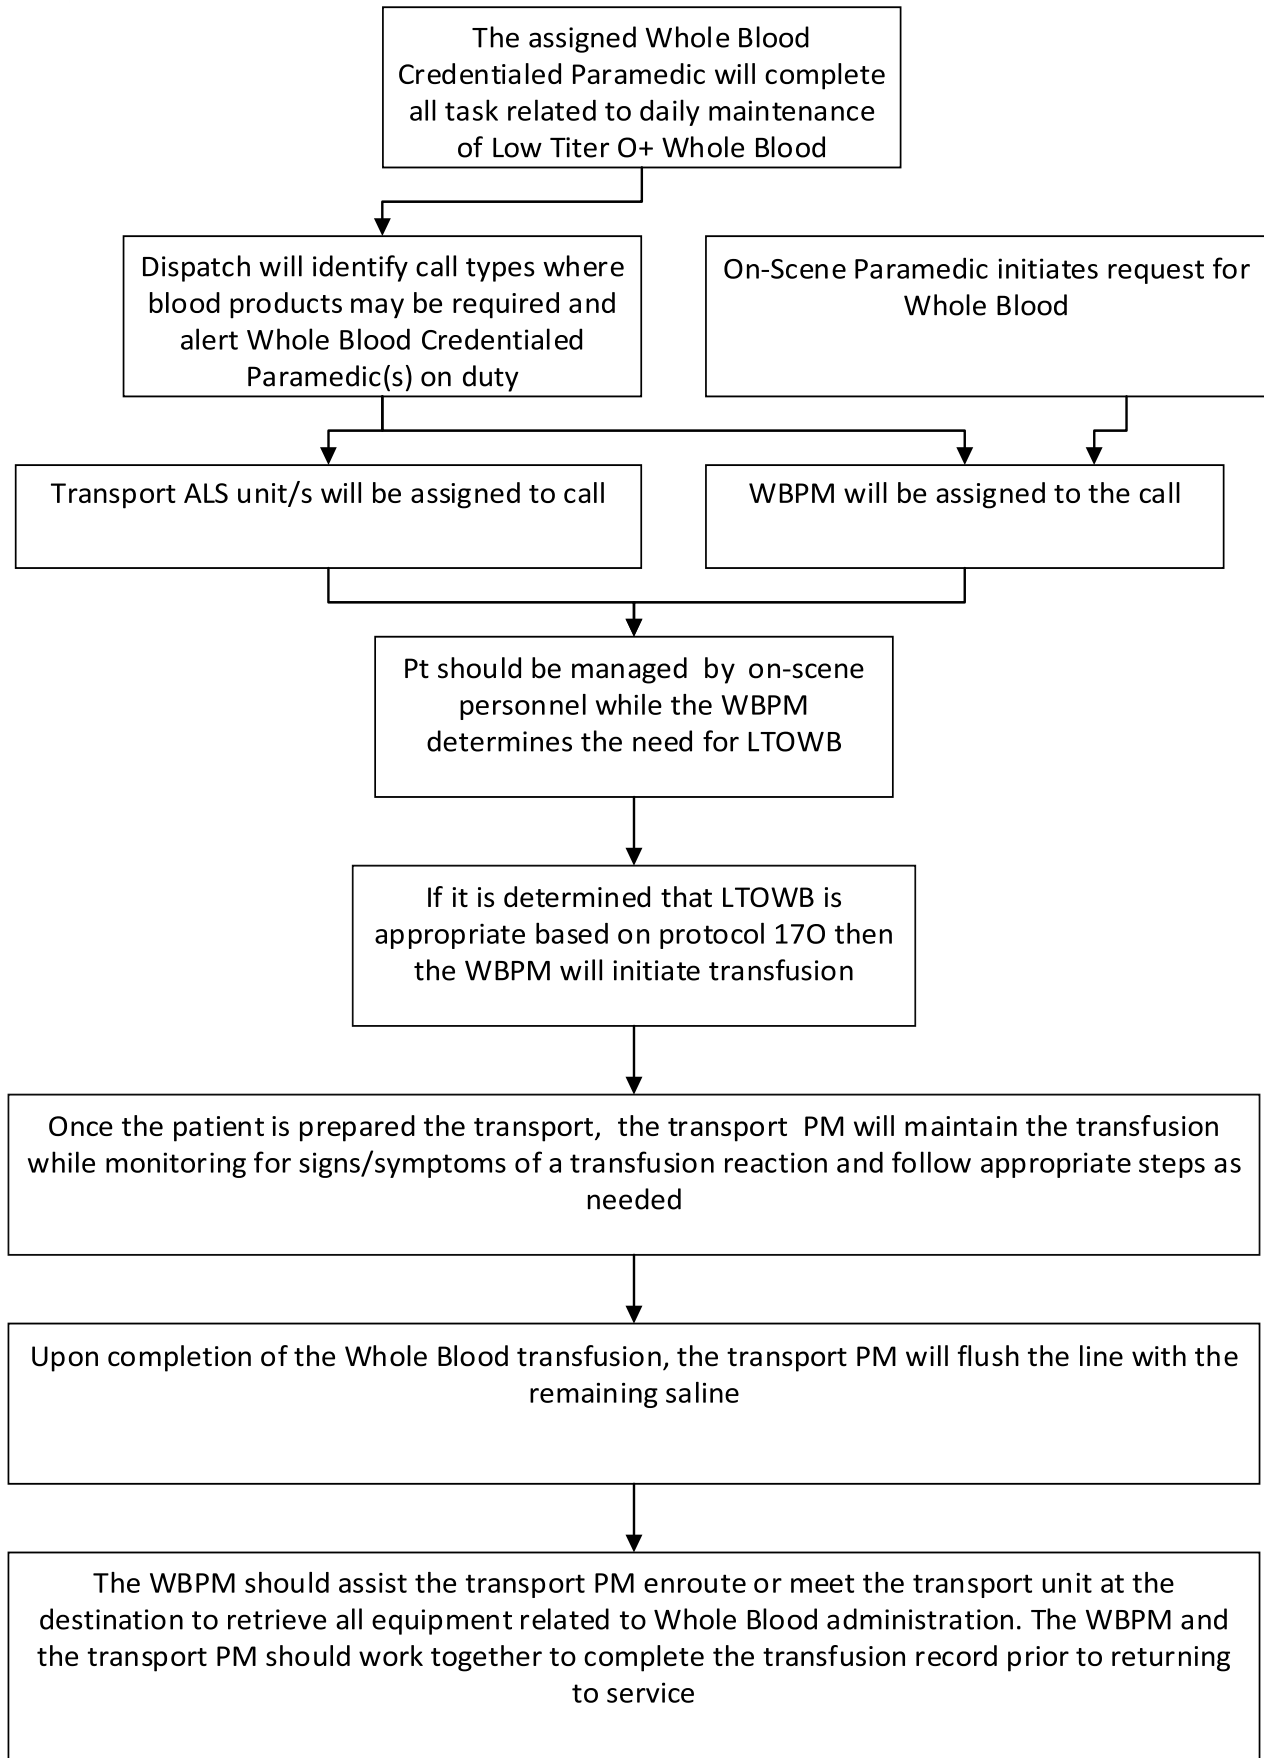 The assigned Whole Blood
Credentialed Paramedic will complete
all task related to daily maintenance
of Low Titer O+ Whole Blood
Dispatch will identify call types where
blood products may be required and
alert Whole Blood Credentialed
Paramedic(s) on duty
On-Scene Paramedic initiates request for
Whole Blood
Transport ALS unit/s will be assigned to call
WBPM will be assigned to the call
Pt should be managed by on-scene
personnel while the WBPM
determines the need for LTOWB
If it is determined that LTOWB is
appropriate based on protocol 17O then
the WBPM will initiate transfusion
Once the patient is prepared the transport, the transport PM will maintain the transfusion
while monitoring for signs/symptoms of a transfusion reaction and follow appropriate steps as
needed
Upon completion of the Whole Blood transfusion, the transport PM will flush the line with the
remaining saline
The WBPM should assist the transport PM enroute or meet the transport unit at the
destination to retrieve all equipment related to Whole Blood administration. The WBPM and
the transport PM should work together to complete the transfusion record prior to returning
to service